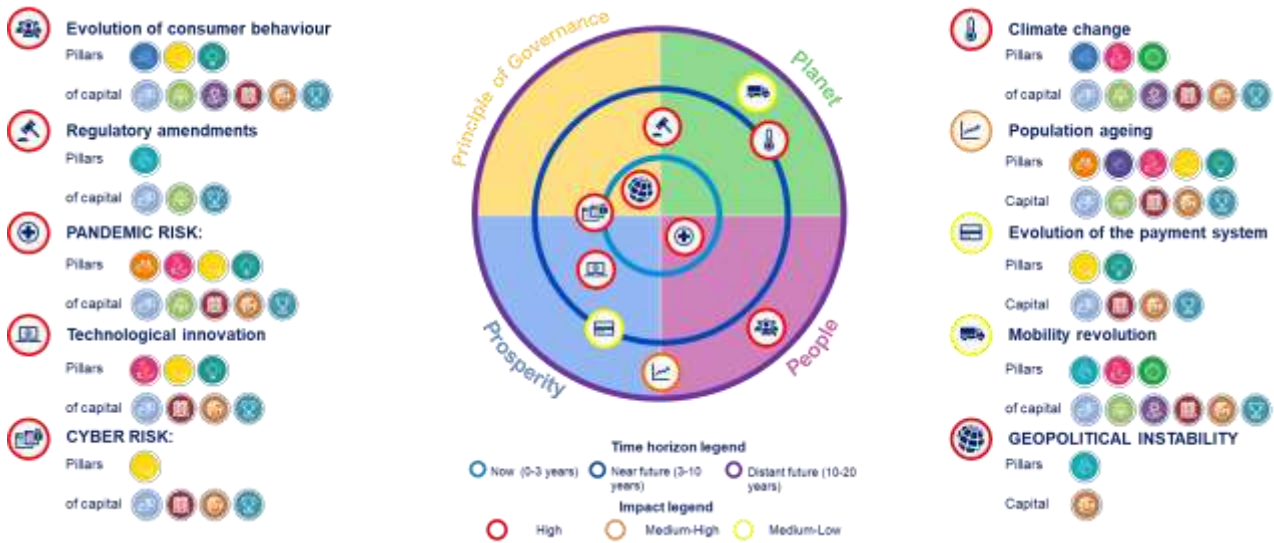 Evolution of consumer behaviour
Pillars
of capital
Regulatory amendments
Pillars
of capital
PANDEMIC RISK:
Pillars
of capital
Technological innovation
Pillars
of capital
CYBER RISK:
Pillars
of capital
Principle of Governance
Planet
Prosperity
People
Time horizon legend
Now (0-3 years)
Near future (3-10
years)
Distant future (10-20
years)
Impact legend
High
Medium-High
Medium-Low
Climate change
Pillars
of capital
Population ageing
Pillars
Capital
Evolution of the payment system
Pillars
Capital
Mobility revolution
Pillars
of capital
GEOPOLITICAL INSTABILITY
Pillars
Capital